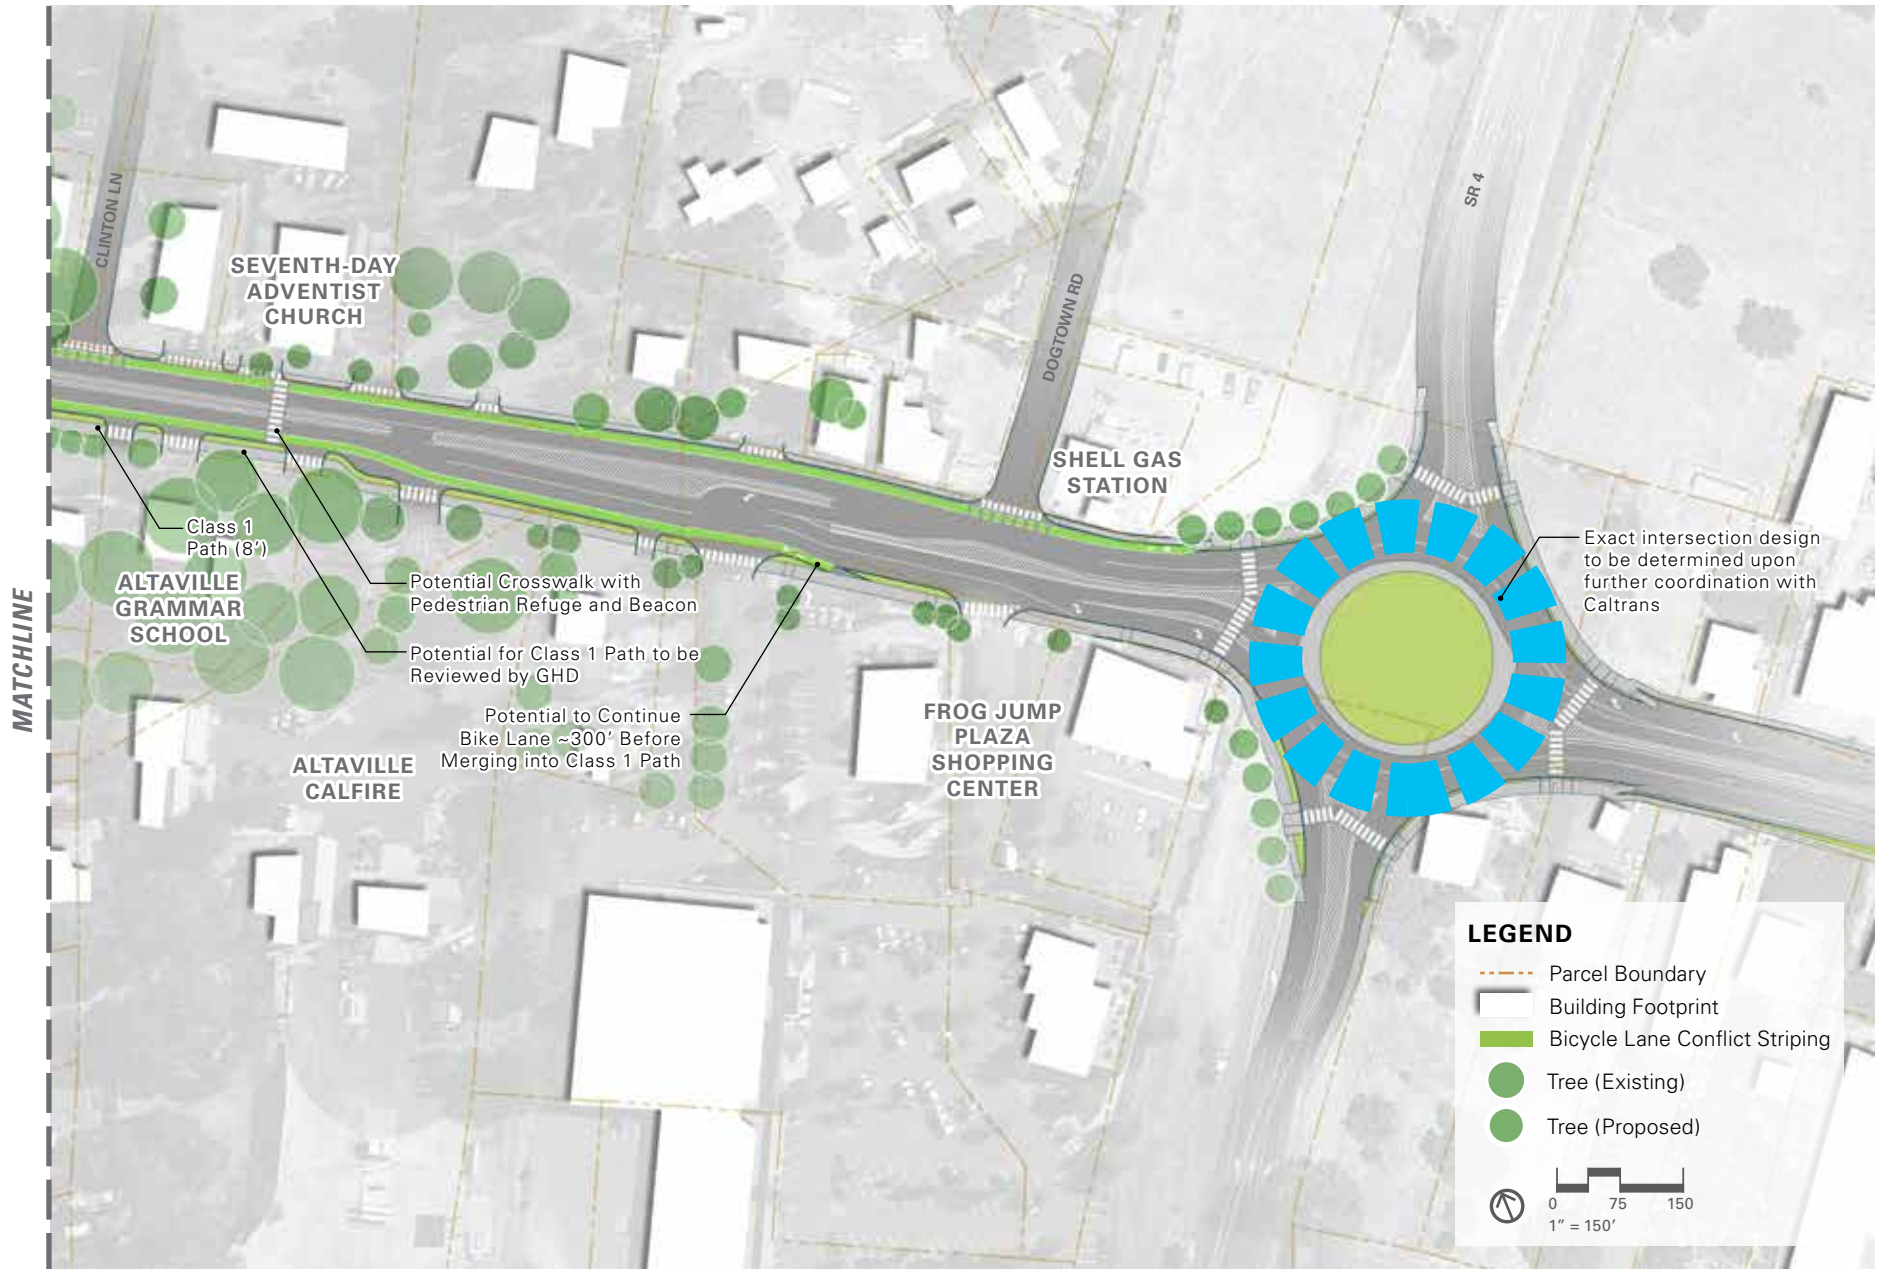 MATCHLINE
CLINTON LN
SEVENTH-DAY
ADVENTIST
CHURCH
DOGTOWN RD
SR 4
SHELL GAS
STATION
Class 1
Path (8')
ALTAVILLE
GRAMMAR
SCHOOL
Potential Crosswalk with
Pedestrian Refuge and Beacon
Potential for Class 1 Path to be
Reviewed by GHD
Potential to Continue
Bike Lane ~300' Before
Merging into Class 1 Path
ALTAVILLE
CALFIRE
FROG JUMP
PLAZA
SHOPPING
CENTER
Exact intersection design
to be determined upon
further coordination with
Caltrans
LEGEND
Parcel Boundary
Building Footprint
Bicycle Lane Conflict Striping
Tree (Existing)
Tree (Proposed)
0 75 150
1" = 150'